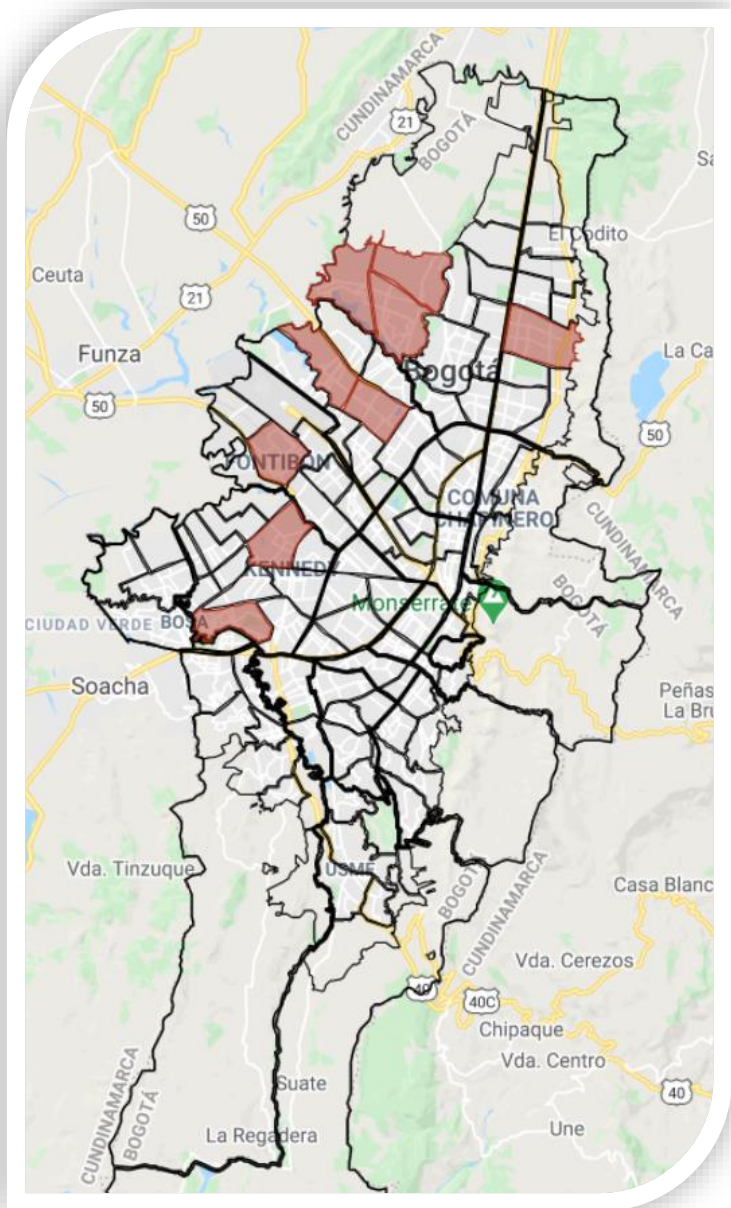 CUNDINAMARCA
BOGOTÁ
21
50
El Codito
Ceuta
21
Funza
La Ca
Bogotá
50
50
FONTIBÓN
COMUNA
CHAPINERO
CUNDINAMARCA
BOGOTÁ
KENNEDY
Monserrate
CIUDAD VERDE
BOSA
Soacha
Peñas
La Bru
Vda. Tinzuque
USME
BOGOTÁ
CUNDINAMARCA
Casa Blanc
Vda. Cerezos
40
40C
Chipaque
Vda. Centro
Suate
40
CUNDINAMARCA
BOGOTÁ
La Regadera
Une